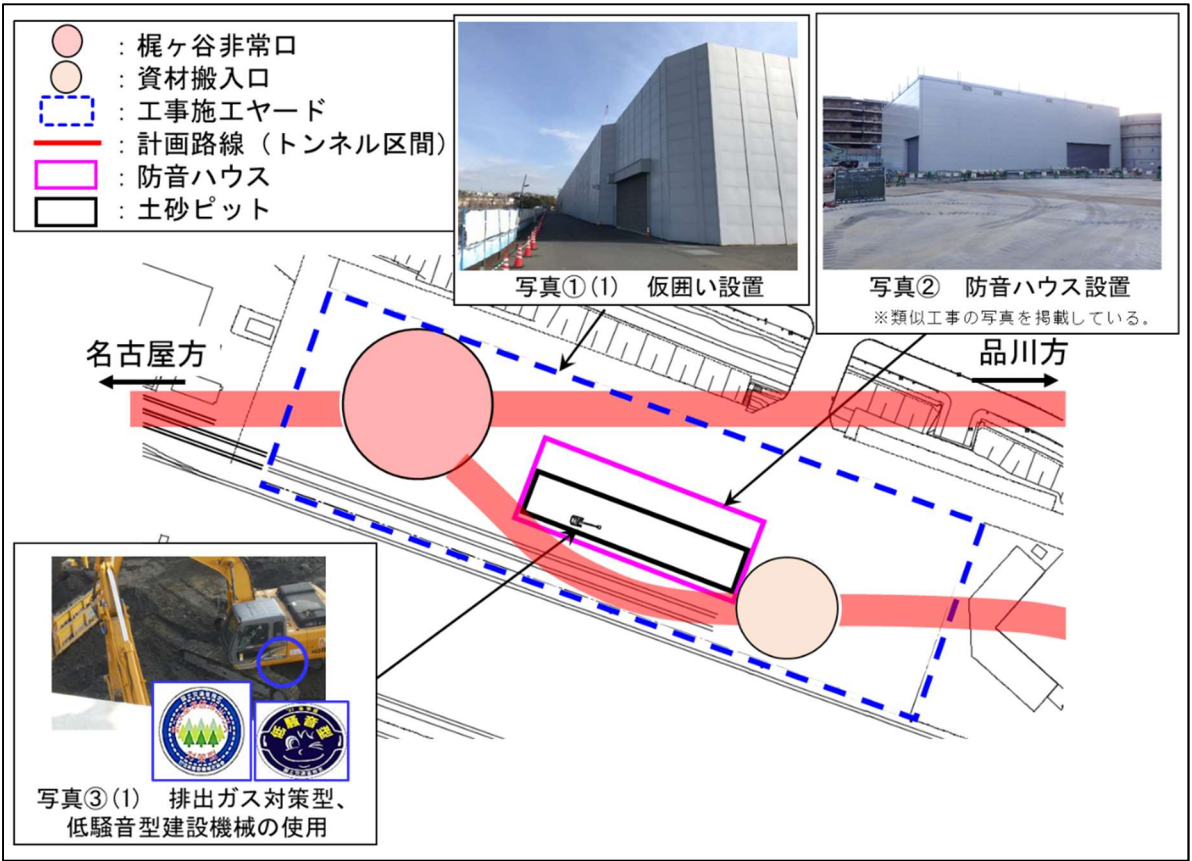 ：梶ヶ谷非常口
：資材搬入口
：工事施工ヤード
：計画路線（トンネル区間）
：防音ハウス
：土砂ピット
写真①(1)　仮囲い設置
写真②　防音ハウス設置
※類似工事の写真を掲載している。
名古屋方
品川方
対策型
低騒音型
写真③(1)　排出ガス対策型、
低騒音型建設機械の使用